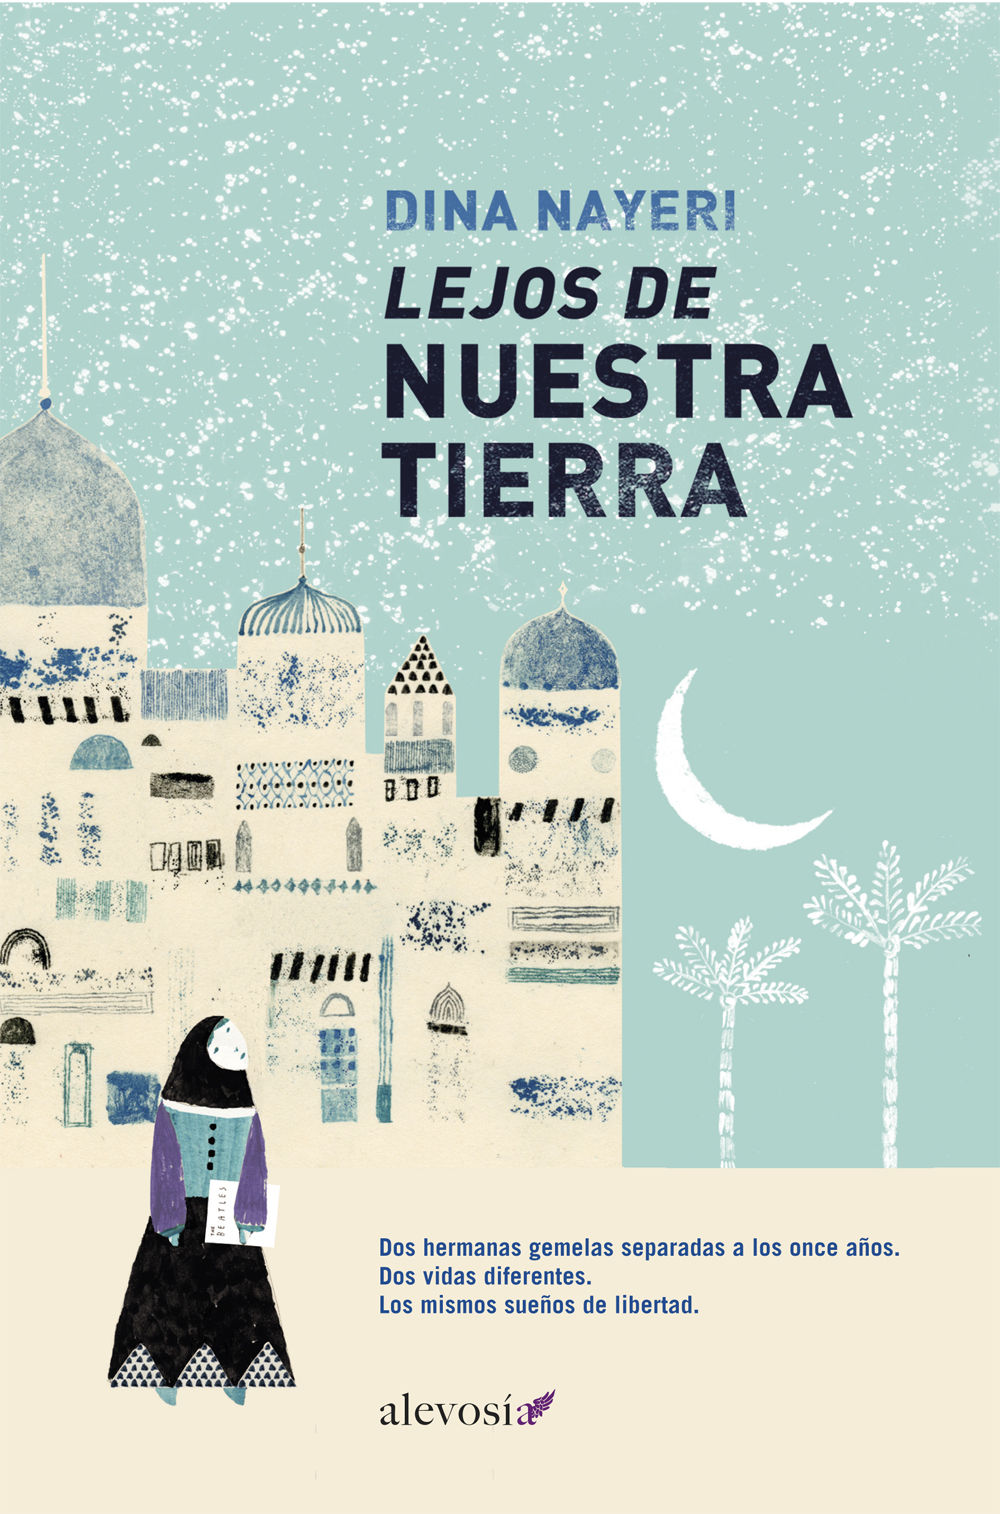 DINA NAYERI
LEJOS DE
NUESTRA
TIERRA
THE
BEATLES
Dos hermanas gemelas separadas a los once años.
Dos vidas diferentes.
Los mismos sueños de libertad.
alevosía